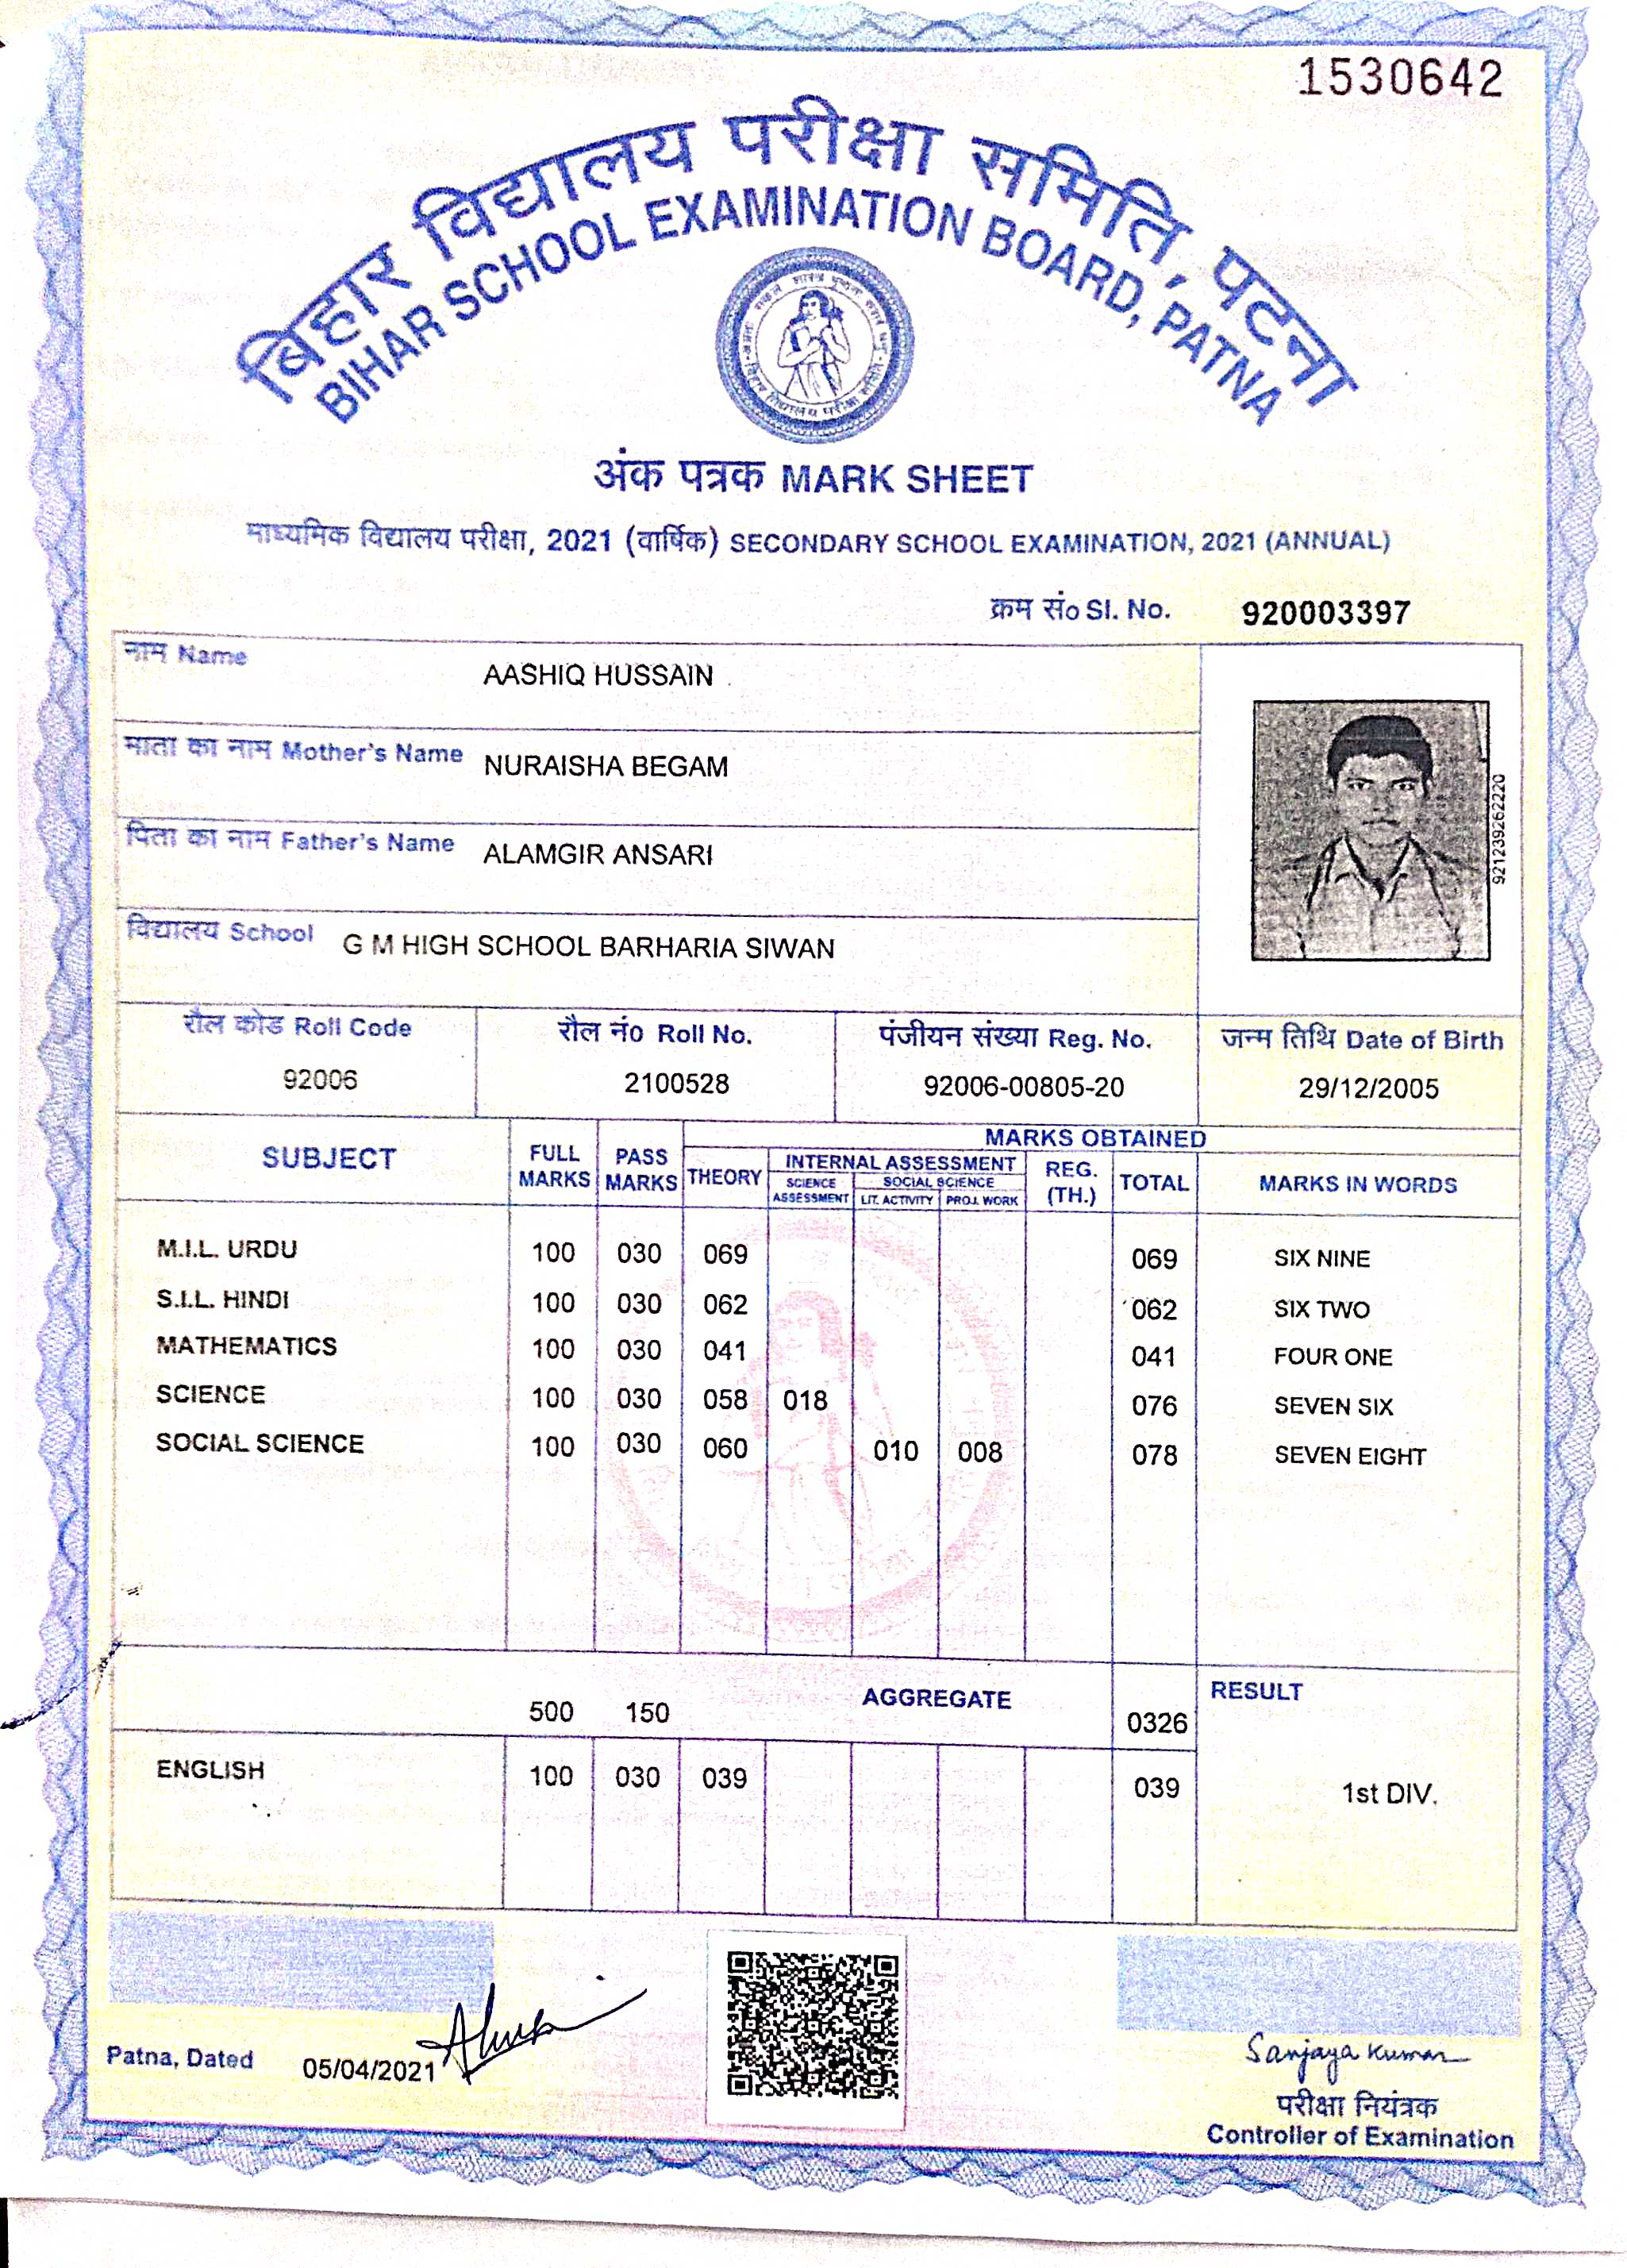 1530642
बिहार विद्यालय परीक्षा समिति, पटना
BIHAR SCHOOL EXAMINATION BOARD, PATNA
अंक पत्रक MARK SHEET
माध्यमिक विद्यालय परीक्षा, 2021 (वार्षिक) SECONDARY SCHOOL EXAMINATION, 2021 (ANNUAL)
क्रम सं० Sl. No. 920003397
नाम Name AASHIQ HUSSAIN
माता का नाम Mother's Name NURAISHA BEGAM
पिता का नाम Father's Name ALAMGIR ANSARI
विद्यालय School G M HIGH SCHOOL BARHARIA SIWAN
92123926220
रौल कोड Roll Code रौल नं० Roll No. पंजीयन संख्या Reg. No. जन्म तिथि Date of Birth
92006 2100528 92006-00805-20 29/12/2005
SUBJECT FULL MARKS PASS MARKS MARKS OBTAINED
THEORY INTERNAL ASSESSMENT REG. (TH.) TOTAL MARKS IN WORDS
SCIENCE ASSESSMENT SOCIAL SCIENCE
LIT. ACTIVITY PROJ. WORK
M.I.L. URDU 100 030 069 069 SIX NINE
S.I.L. HINDI 100 030 062 062 SIX TWO
MATHEMATICS 100 030 041 041 FOUR ONE
SCIENCE 100 030 058 018 076 SEVEN SIX
SOCIAL SCIENCE 100 030 060 010 008 078 SEVEN EIGHT
500 150 AGGREGATE 0326 RESULT
ENGLISH 100 030 039 039 1st DIV.
Patna, Dated 05/04/2021
Sanjaya Kumar
परीक्षा नियंत्रक
Controller of Examination